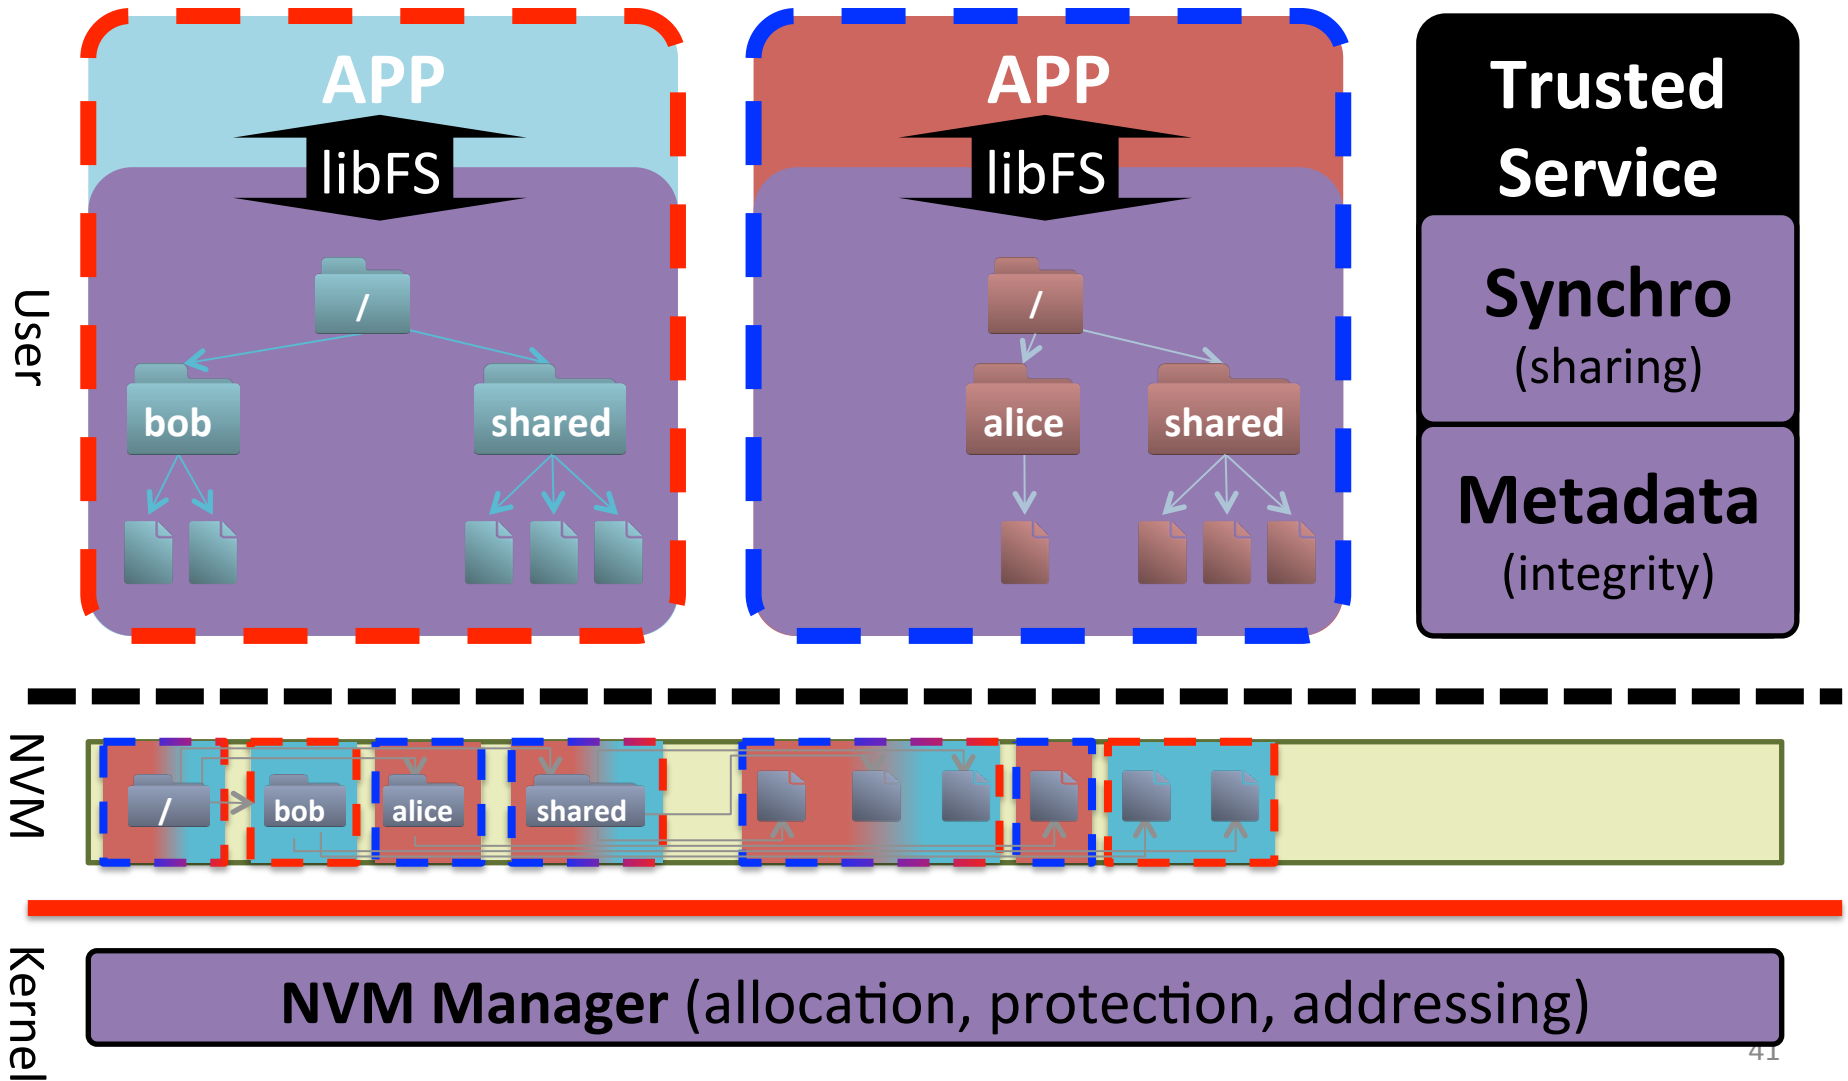 APP
libFS
/
bob
shared
APP
libFS
/
alice
shared
Trusted
Service
Synchro
(sharing)
Metadata
(integrity)
User
NVM
/
bob
alice
shared
Kernel
NVM Manager (allocation, protection, addressing)
41